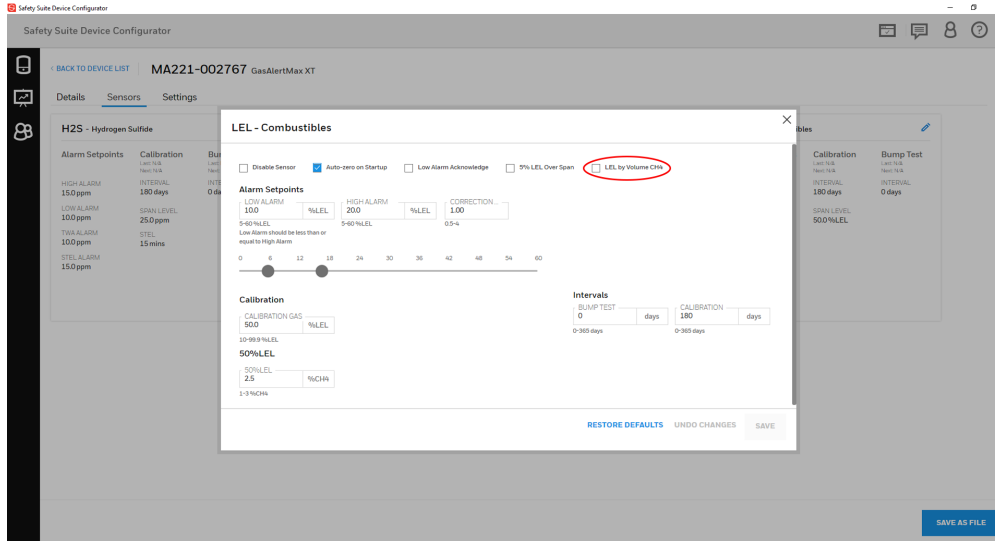 Safety Suite Device Configurator
Safety Suite Device Configurator
‹ BACK TO DEVICE LIST MA221-002767 GasAlertMax XT
Details Sensors Settings
H2S - Hydrogen Sulfide
Alarm Setpoints
HIGH ALARM
15.0 ppm
LOW ALARM
10.0 ppm
TWA ALARM
10.0 ppm
STEL ALARM
15.0 ppm
Calibration
Last: N/A
Next: N/A
INTERVAL
180 days
SPAN LEVEL
25.0 ppm
STEL
15 mins
LEL - Combustibles
Disable Sensor Auto-zero on Startup Low Alarm Acknowledge 5% LEL Over Span LEL by Volume CH4
Alarm Setpoints
LOW ALARM HIGH ALARM CORRECTION...
10.0 %LEL 20.0 %LEL 1.00
5-60 %LEL 5-60 %LEL 0.5-4
Low Alarm should be less than or
equal to High Alarm
0 6 12 18 24 30 36 42 48 54 60
Calibration
CALIBRATION GAS
50.0 %LEL
10-99.9 %LEL
50%LEL
50%LEL
2.5 %CH4
1-3 %CH4
Intervals
BUMP TEST CALIBRATION
0 days 180 days
0-365 days 0-365 days
RESTORE DEFAULTS UNDO CHANGES SAVE
Calibration
Last: N/A
Next: N/A
INTERVAL
180 days
SPAN LEVEL
50.0 %LEL
Bump Test
Last: N/A
Next: N/A
INTERVAL
0 days
SAVE AS FILE